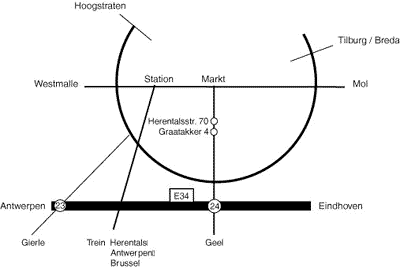 Hoogstraten
Tilburg / Breda
Westmalle Station Markt Mol
Herentalsstr. 70
Graatakker 4
E34
Antwerpen 23 24 Eindhoven
Gierle Trein Herentals Geel
Antwerpen
Brussel